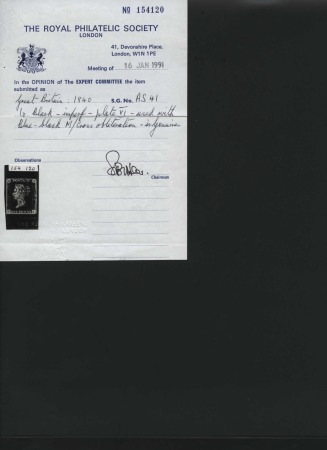 Nº 154120
THE ROYAL PHILATELIC SOCIETY
LONDON
41, Devonshire Place,
London, W1N 1PE
Meeting of 16 JAN 1991
In the OPINION of The EXPERT COMMITTEE the item
submitted as
Great Britain. 1840 S.G. No. AS 41
1d black - imperf - plate VI - used with
blue-black M/Cross obliteration - is genuine
Observations
Chairman
154 120